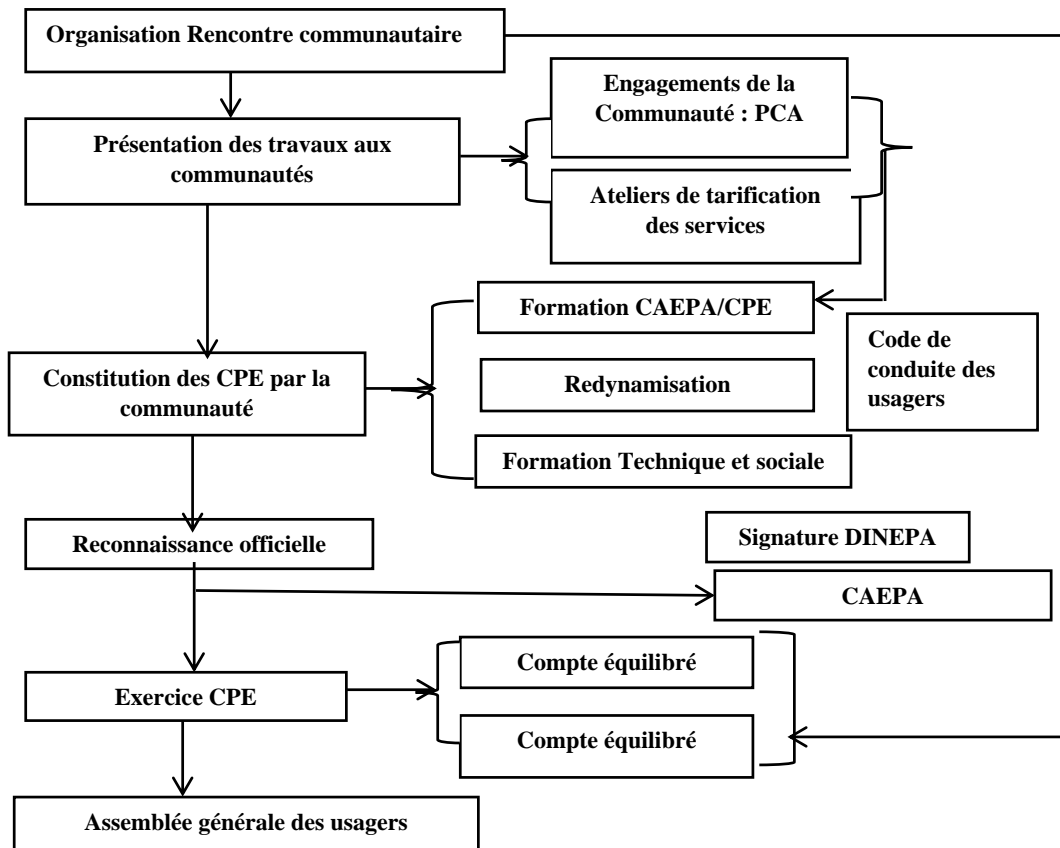 Organisation Rencontre communautaire
Engagements de la
Communauté : PCA
Présentation des travaux aux
communautés
Ateliers de tarification
des services
Formation CAEPA/CPE
Code de
conduite des
usagers
Constitution des CPE par la
communauté
Redynamisation
Formation Technique et sociale
Reconnaissance officielle
Signature DINEPA
CAEPA
Compte équilibré
Exercice CPE
Compte équilibré
Assemblée générale des usagers